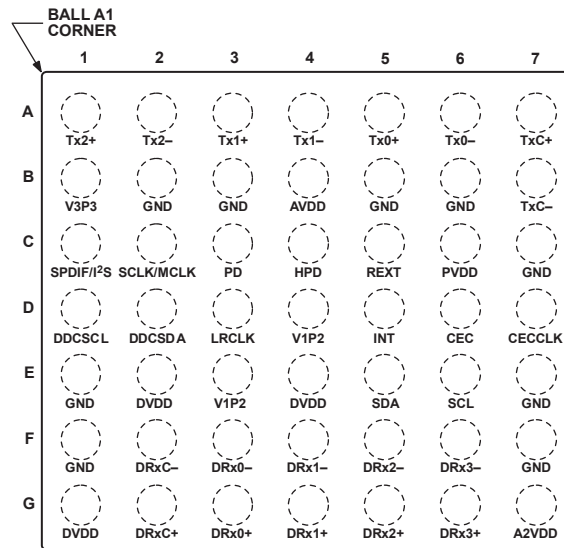 BALL A1
CORNER
1 2 3 4 5 6 7
A
Tx2+ Tx2– Tx1+ Tx1– Tx0+ Tx0– TxC+
B
V3P3 GND GND AVDD GND GND TxC–
C
SPDIF/I²S SCLK/MCLK PD HPD REXT PVDD GND
D
DDCSCL DDCSDA LRCLK V1P2 INT CEC CECCLK
E
GND DVDD V1P2 DVDD SDA SCL GND
F
GND DRxC– DRx0– DRx1– DRx2– DRx3– GND
G
DVDD DRxC+ DRx0+ DRx1+ DRx2+ DRx3+ A2VDD